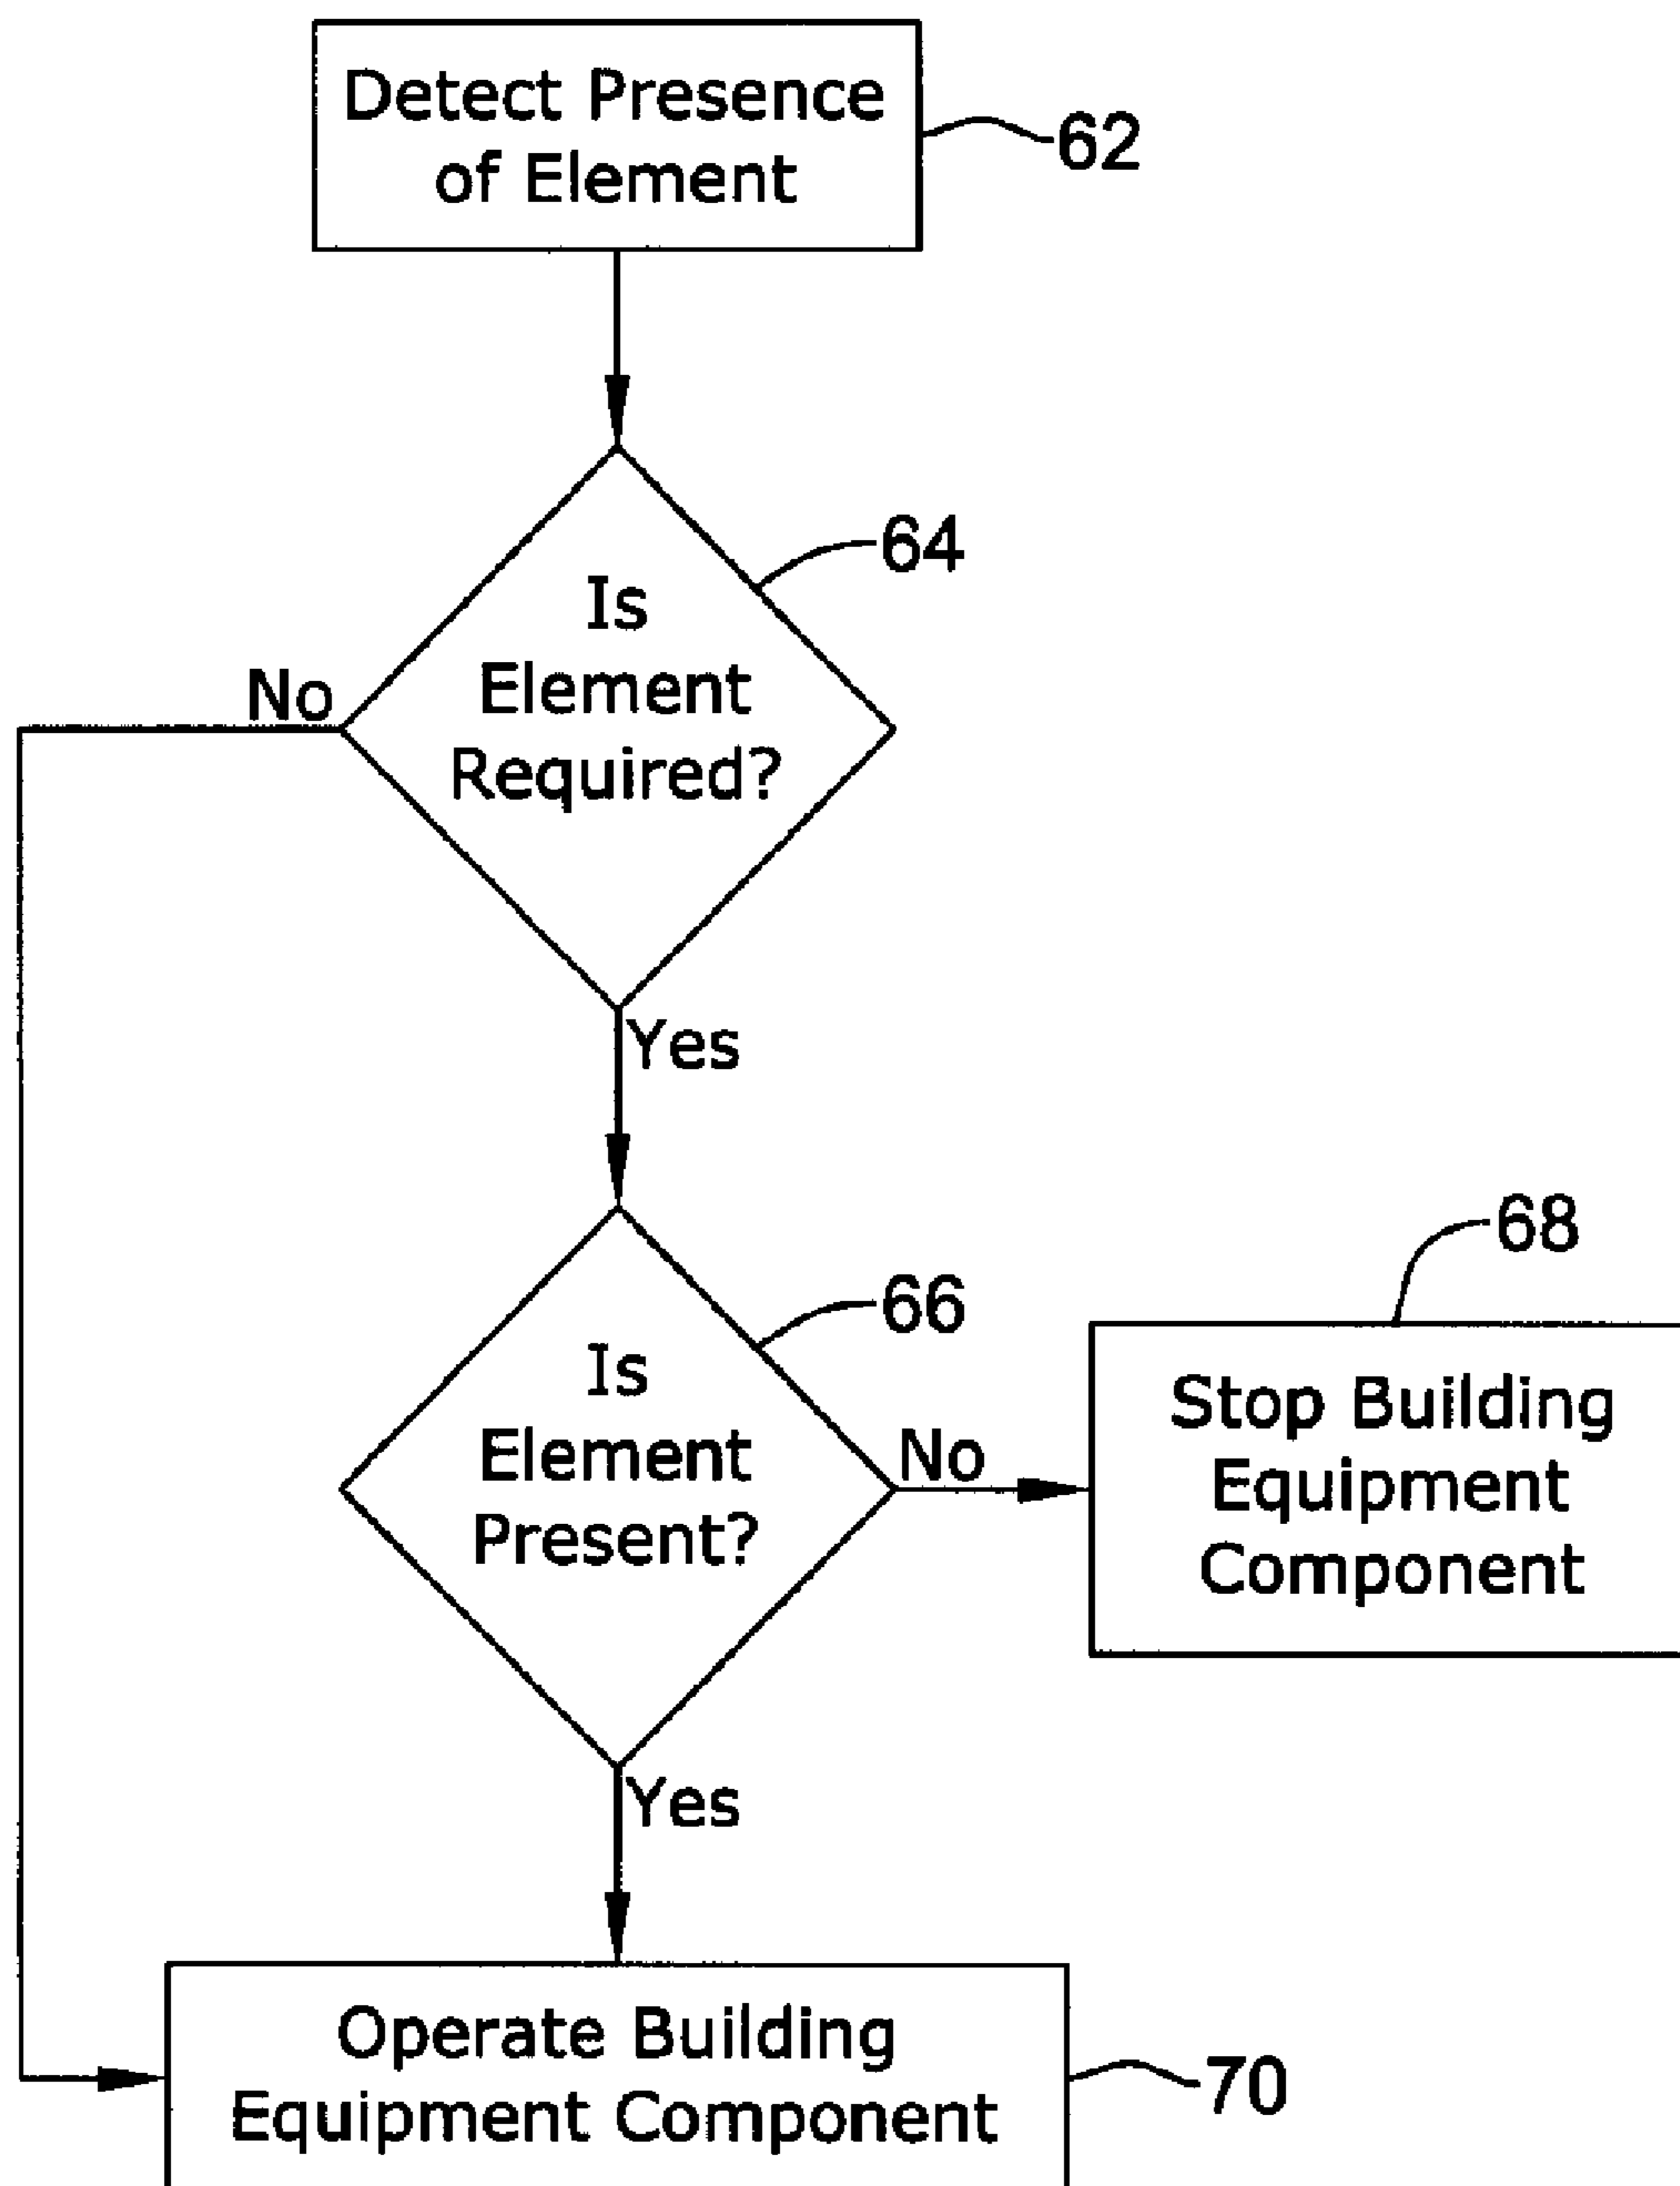 Detect Presence
of Element
62
64
Is
Element
Required?
No
Yes
66
Is
Element
Present?
No
68
Stop Building
Equipment
Component
Yes
Operate Building
Equipment Component
70